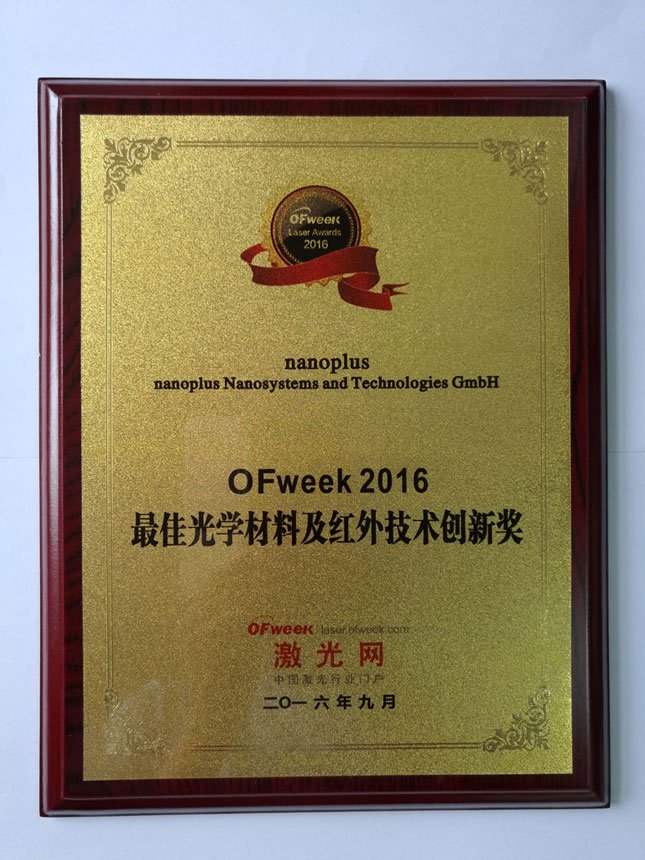 OFweek
Laser Awards
2016
nanoplus
nanoplus Nanosystems and Technologies GmbH
OFweek 2016
最佳光学材料及红外技术创新奖
OFweek laser.ofweek.com
激光网
中国激光行业门户
二〇一六年九月